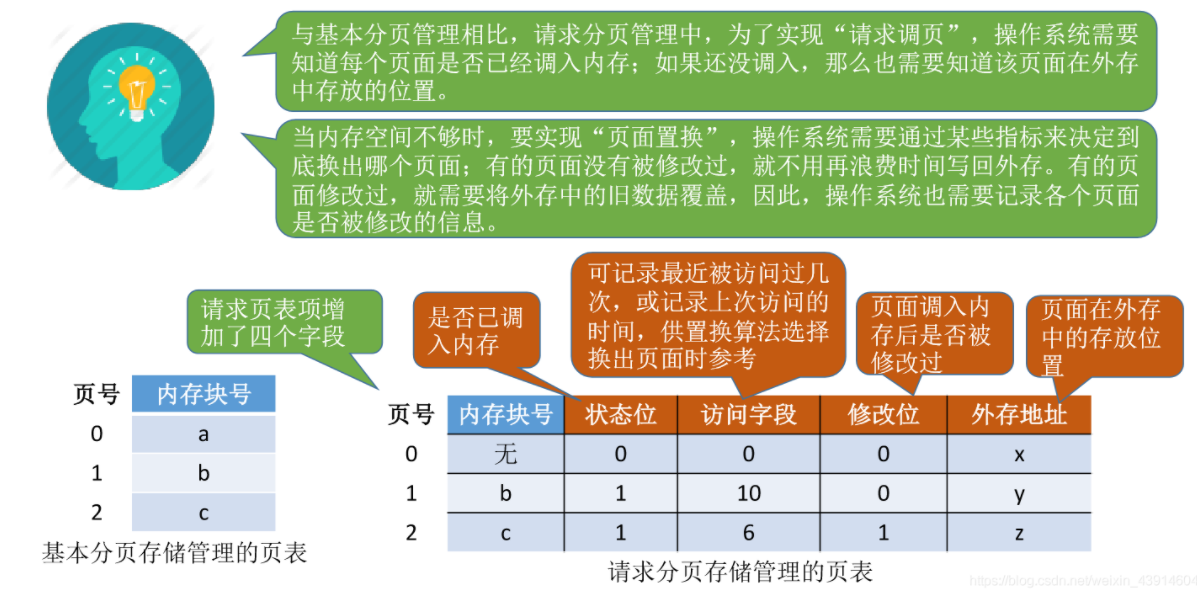 与基本分页管理相比，请求分页管理中，为了实现“请求调页”，操作系统需要
知道每个页面是否已经调入内存；如果还没调入，那么也需要知道该页面在外存
中存放的位置。
当内存空间不够时，要实现“页面置换”，操作系统需要通过某些指标来决定到
底换出哪个页面；有的页面没有被修改过，就不用再浪费时间写回外存。有的页
面修改过，就需要将外存中的旧数据覆盖，因此，操作系统也需要记录各个页面
是否被修改的信息。
请求页表项增
加了四个字段
是否已调
入内存
可记录最近被访问过几
次，或记录上次访问的
时间，供置换算法选择
换出页面时参考
页面调入内
存后是否被
修改过
页面在外存
中的存放位
置
页号 内存块号
0 a
1 b
2 c
基本分页存储管理的页表
页号 内存块号 状态位 访问字段 修改位 外存地址
0 无 0 0 0 x
1 b 1 10 0 y
2 c 1 6 1 z
请求分页存储管理的页表
https://blog.csdn.net/weixin_43914604